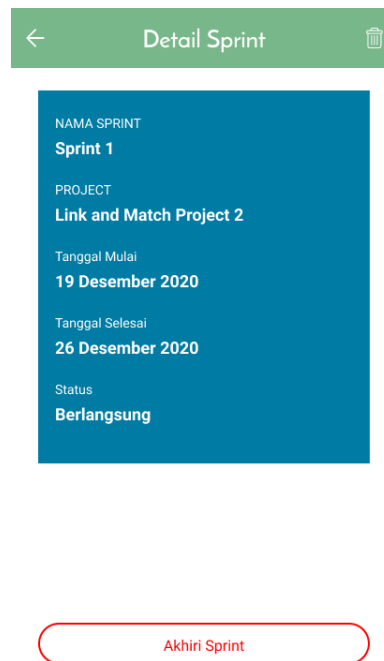 Detail Sprint
NAMA SPRINT
Sprint 1
PROJECT
Link and Match Project 2
Tanggal Mulai
19 Desember 2020
Tanggal Selesai
26 Desember 2020
Status
Berlangsung
Akhiri Sprint